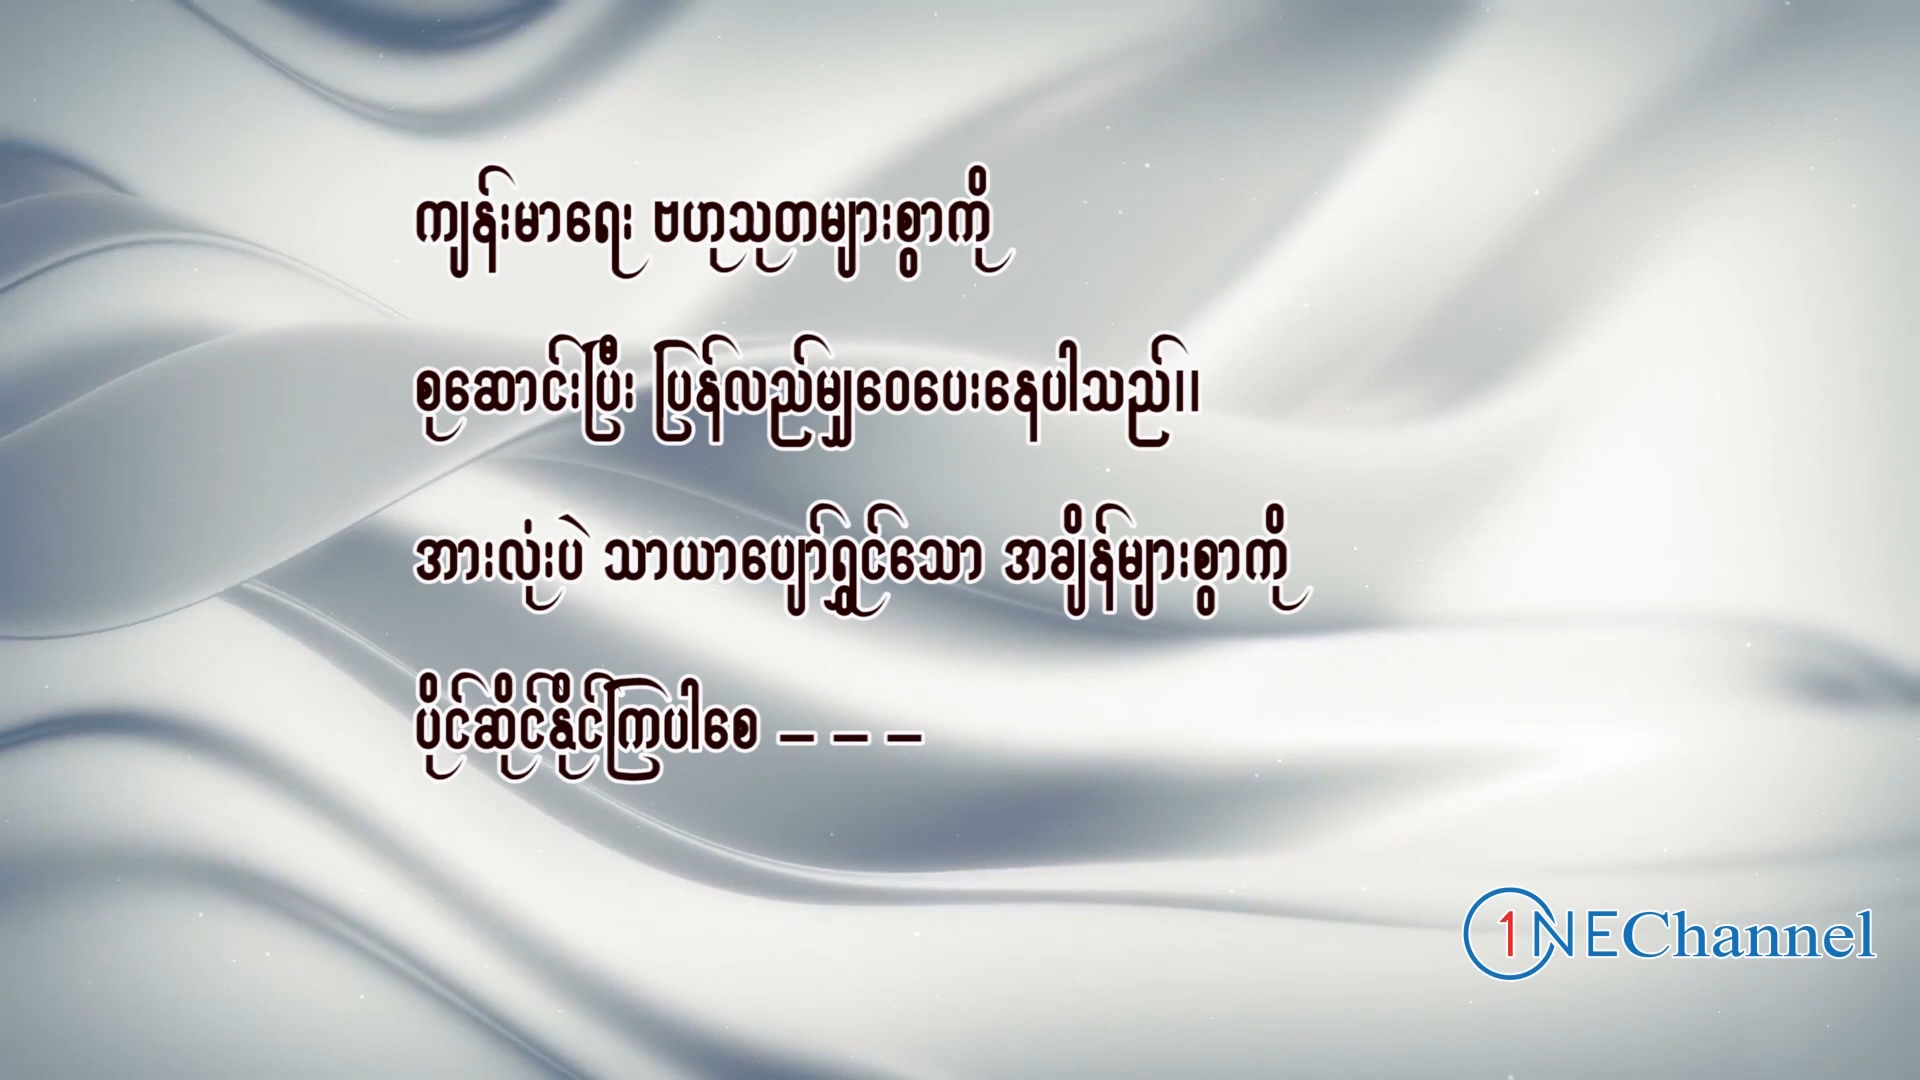 ကျန်းမာရေး ဗဟုသုတများစွာကို
စုဆောင်းပြီး ပြန်လည်မျှဝေပေးနေပါသည်။
အားလုံးပဲ သာယာပျော်ရွှင်သော အချိန်များစွာကို
ပိုင်ဆိုင်နိုင်ကြပါစေ – – –
1NEChannel